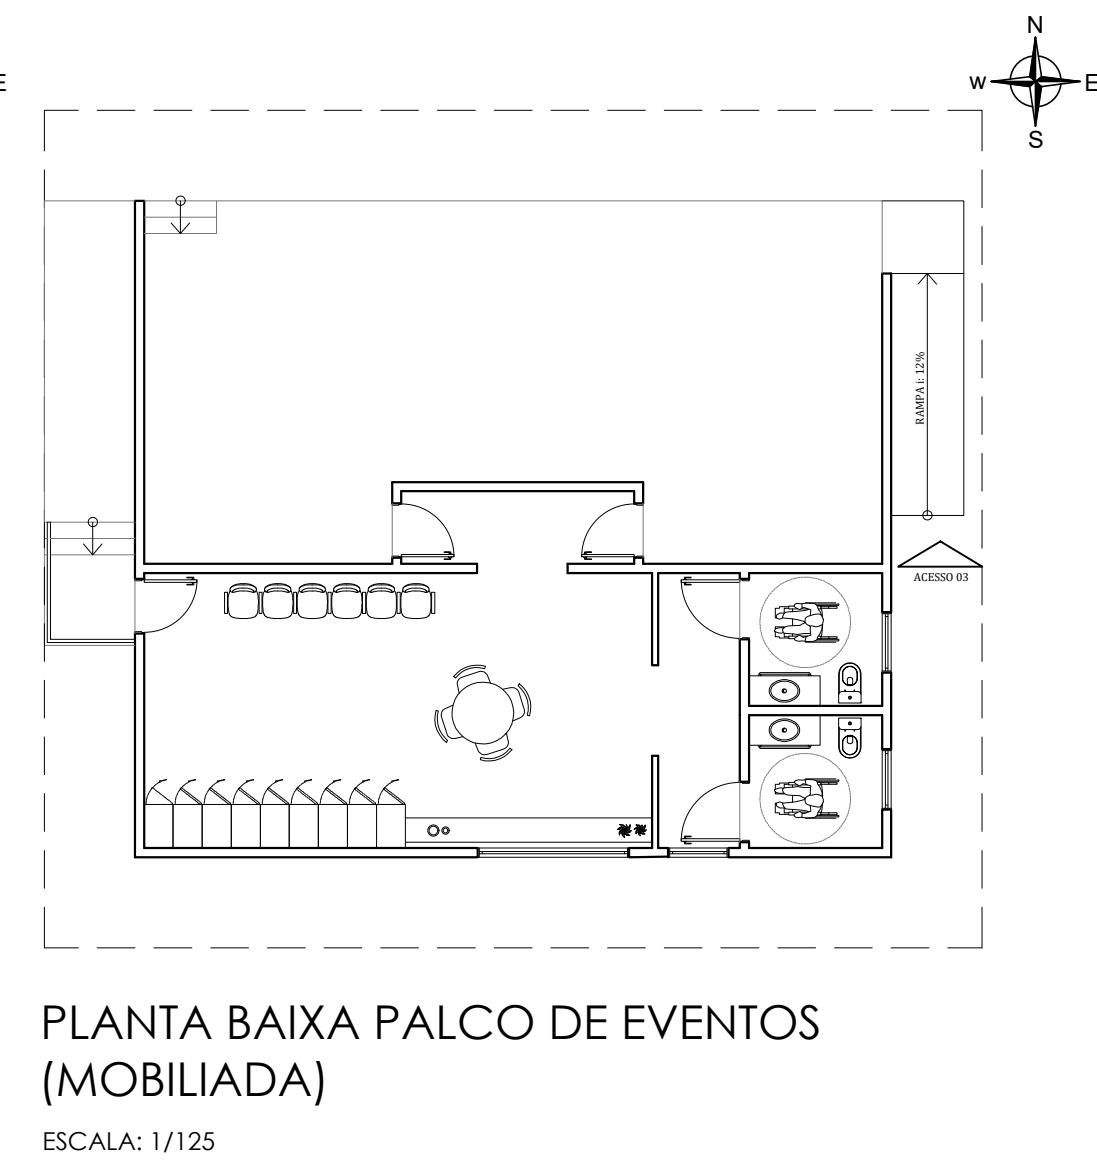 N
E
W
E
S
RAMPA i: 12%
ACESSO 03
PLANTA BAIXA PALCO DE EVENTOS
(MOBILIADA)
ESCALA: 1/125